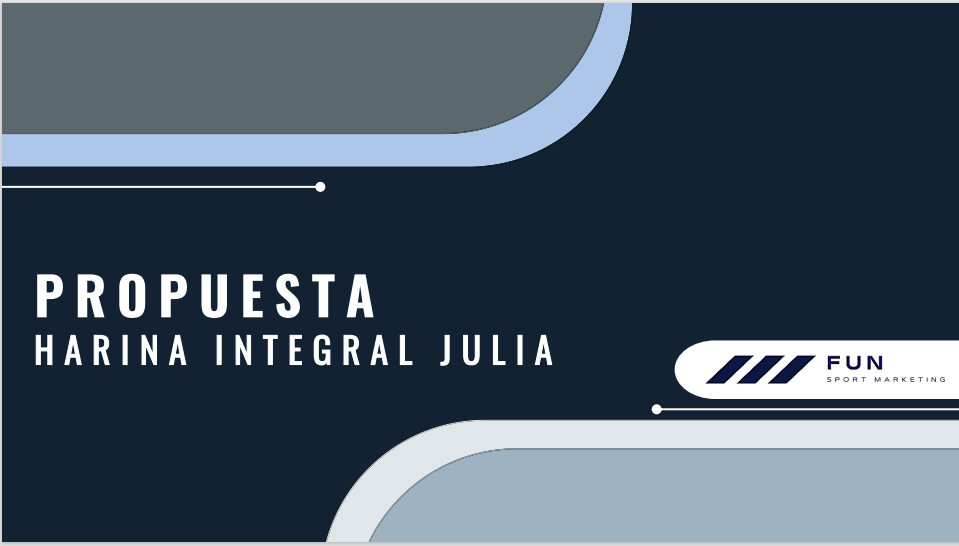 PROPUESTA
HARINA INTEGRAL JULIA
FUN
SPORT MARKETING